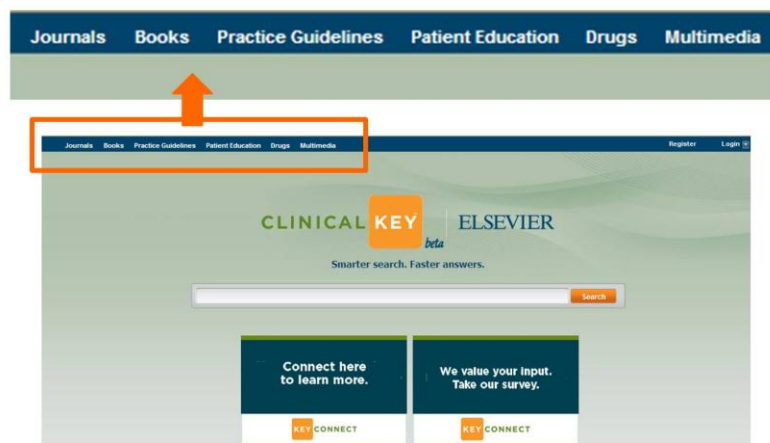 Journals Books Practice Guidelines Patient Education Drugs Multimedia
Journals Books Practice Guidelines Patient Education Drugs Multimedia Register Login
CLINICAL KEY beta ELSEVIER
Smarter search. Faster answers.
Search
Connect here
to learn more.
We value your input.
Take our survey.
KEY CONNECT
KEY CONNECT